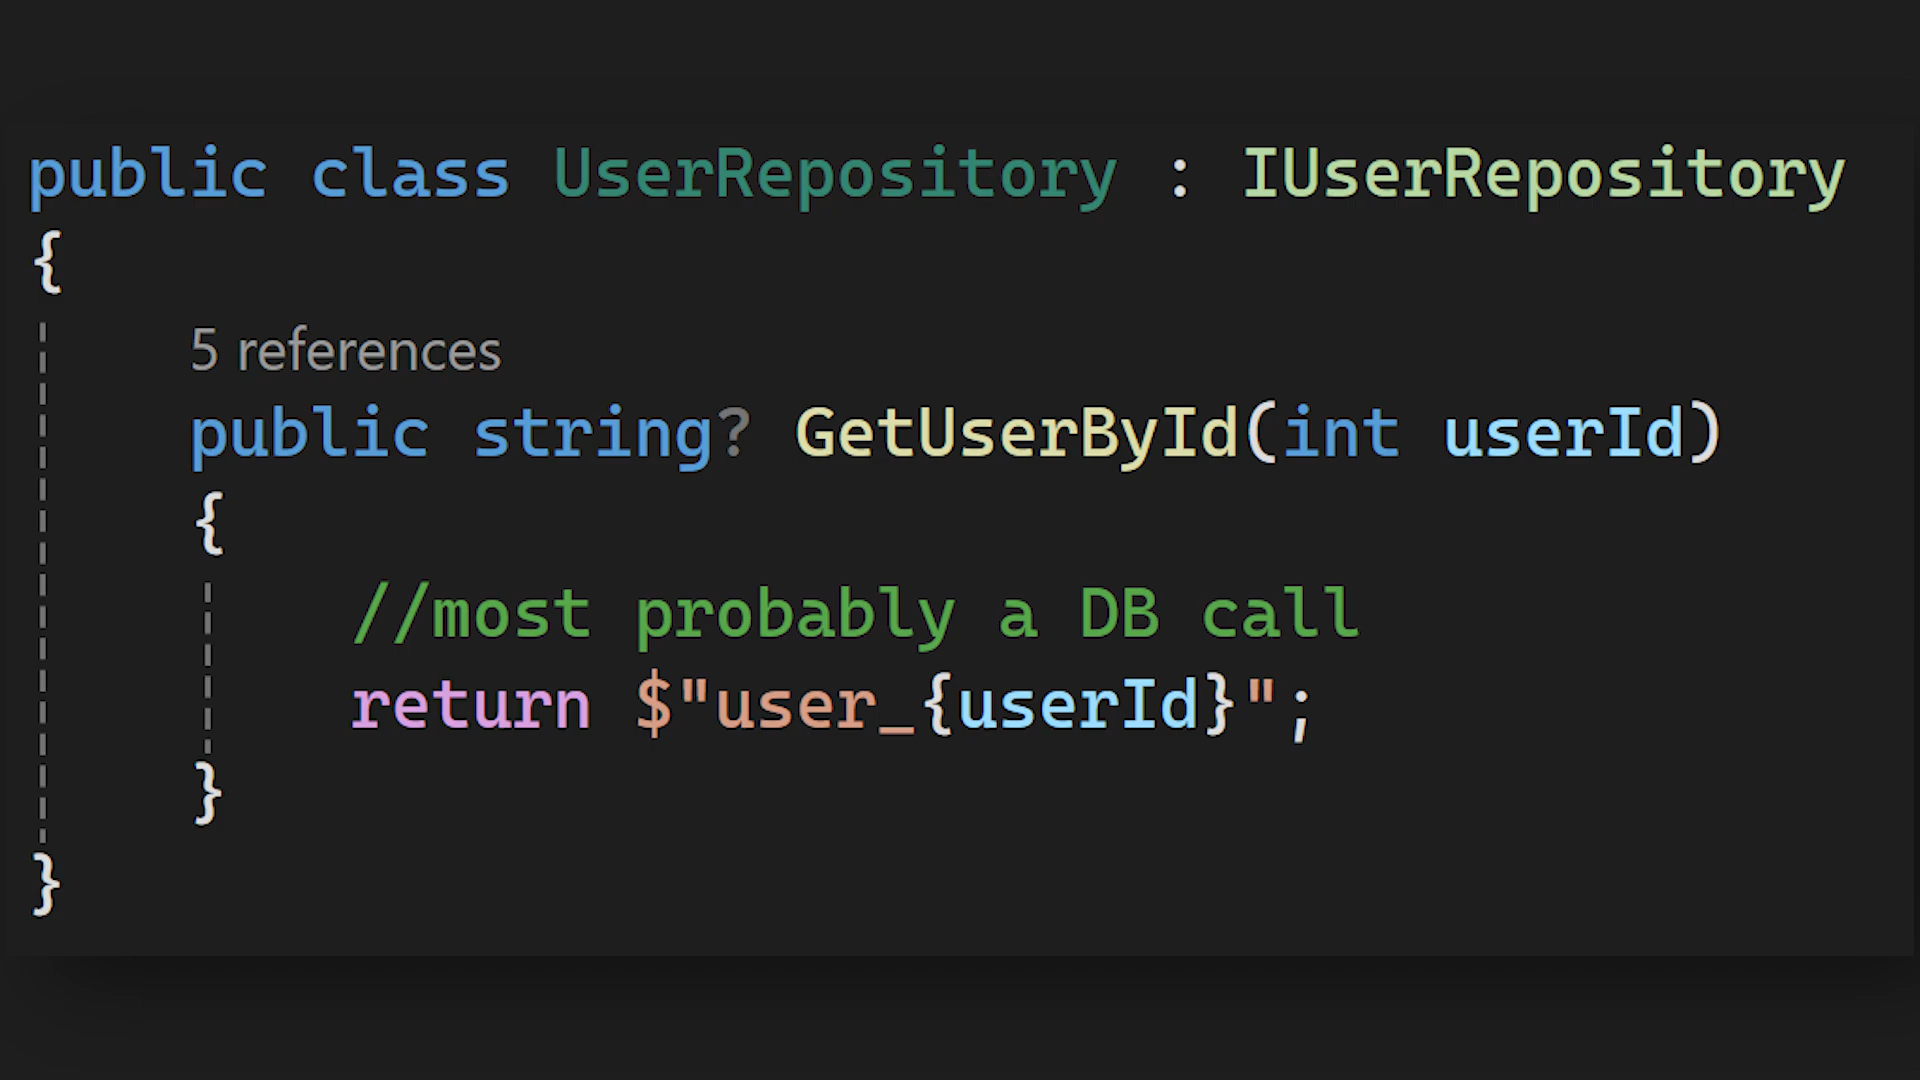 public class UserRepository : IUserRepository
{
5 references
public string? GetUserById(int userId)
{
//most probably a DB call
return $"user_{userId}";
}
}